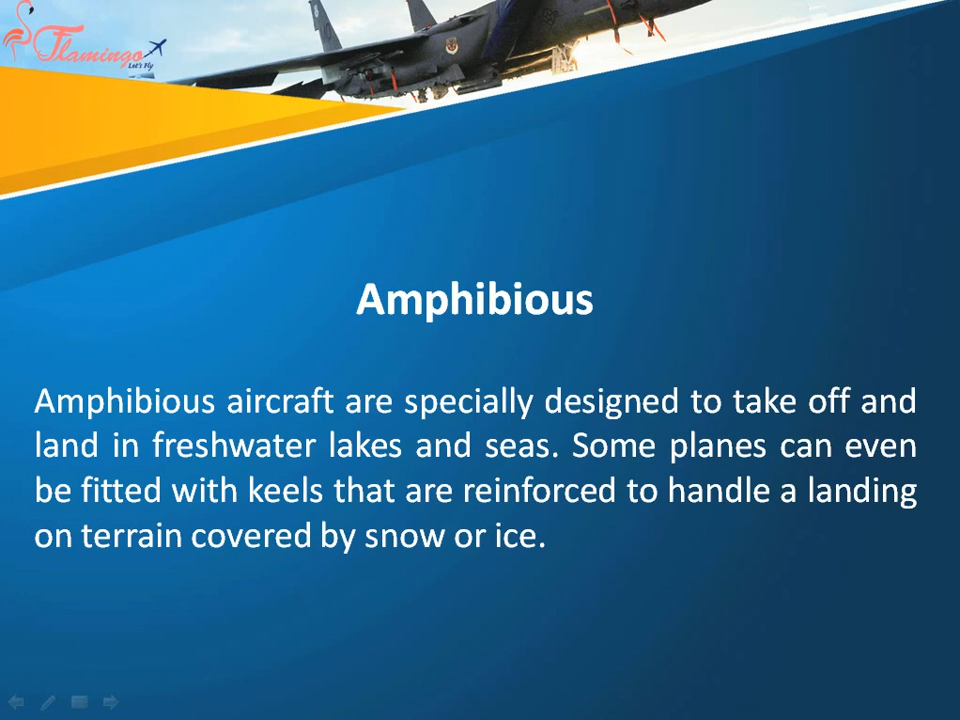 Flamingo
Let's Fly
Amphibious
Amphibious aircraft are specially designed to take off and
land in freshwater lakes and seas. Some planes can even
be fitted with keels that are reinforced to handle a landing
on terrain covered by snow or ice.